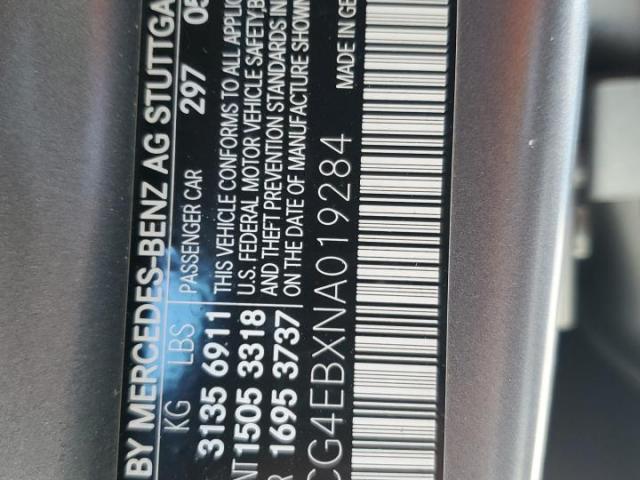 BY MERCEDES-BENZ AG STUTTGA
KG LBS PASSENGER CAR 297 05
3135 6911 THIS VEHICLE CONFORMS TO ALL APPLIC
1505 3318 U.S. FEDERAL MOTOR VEHICLE SAFETY,B
1695 3737 AND THEFT PREVENTION STANDARDS IN
ON THE DATE OF MANUFACTURE SHOWN
CG4EBXNA019284 MADE IN GE